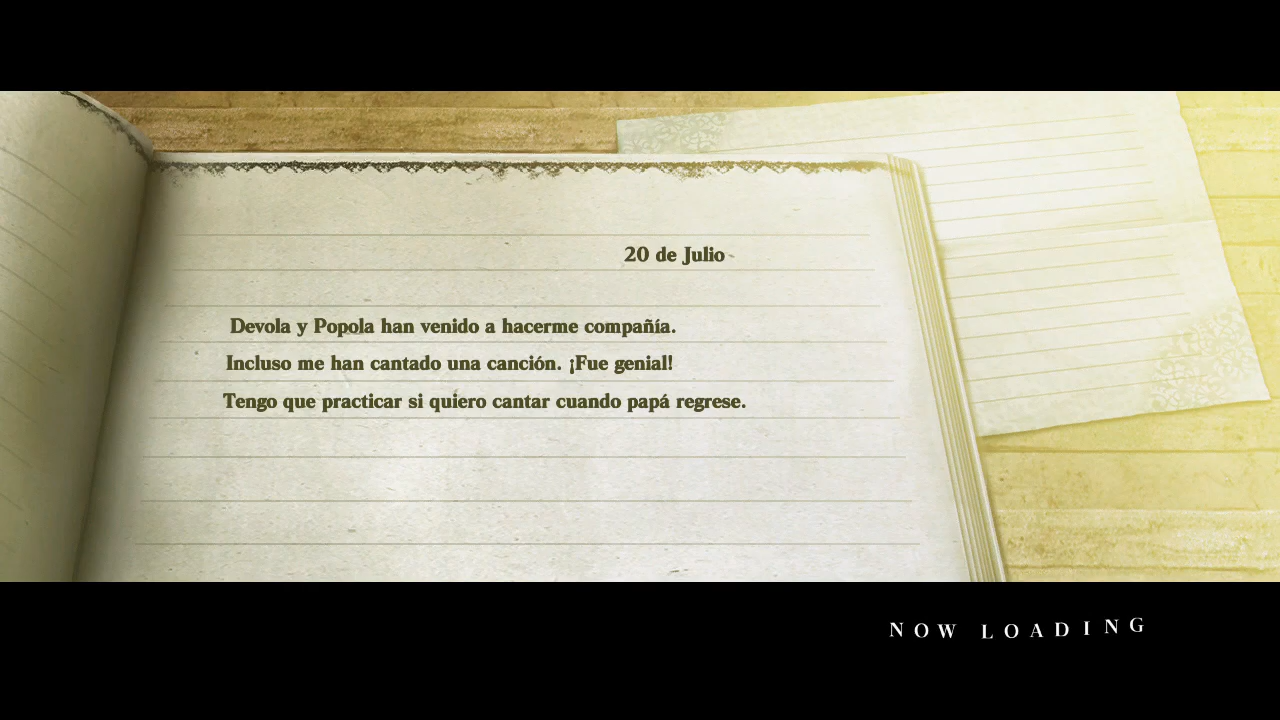 20 de Julio
Devola y Popola han venido a hacerme compañía.
Incluso me han cantado una canción. ¡Fue genial!
Tengo que practicar si quiero cantar cuando papá regrese.
NOW LOADING